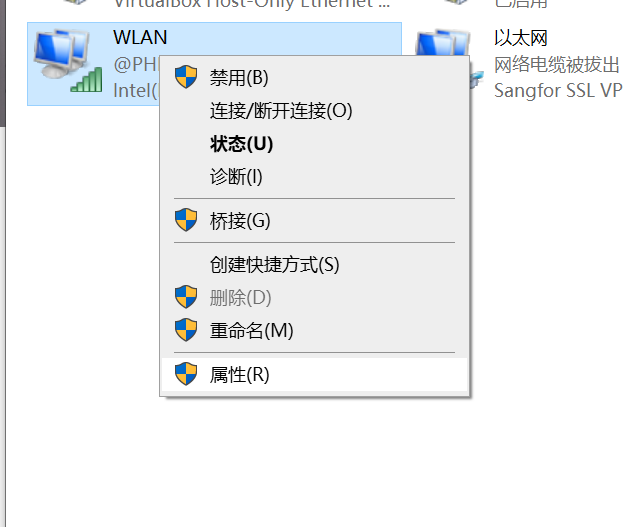 VirtualBox Host-Only Ethernet ...
已启用
WLAN
@PH
Intel(
以太网
网络电缆被拔出
Sangfor SSL VP
禁用(B)
连接/断开连接(O)
状态(U)
诊断(I)
桥接(G)
创建快捷方式(S)
删除(D)
重命名(M)
属性(R)